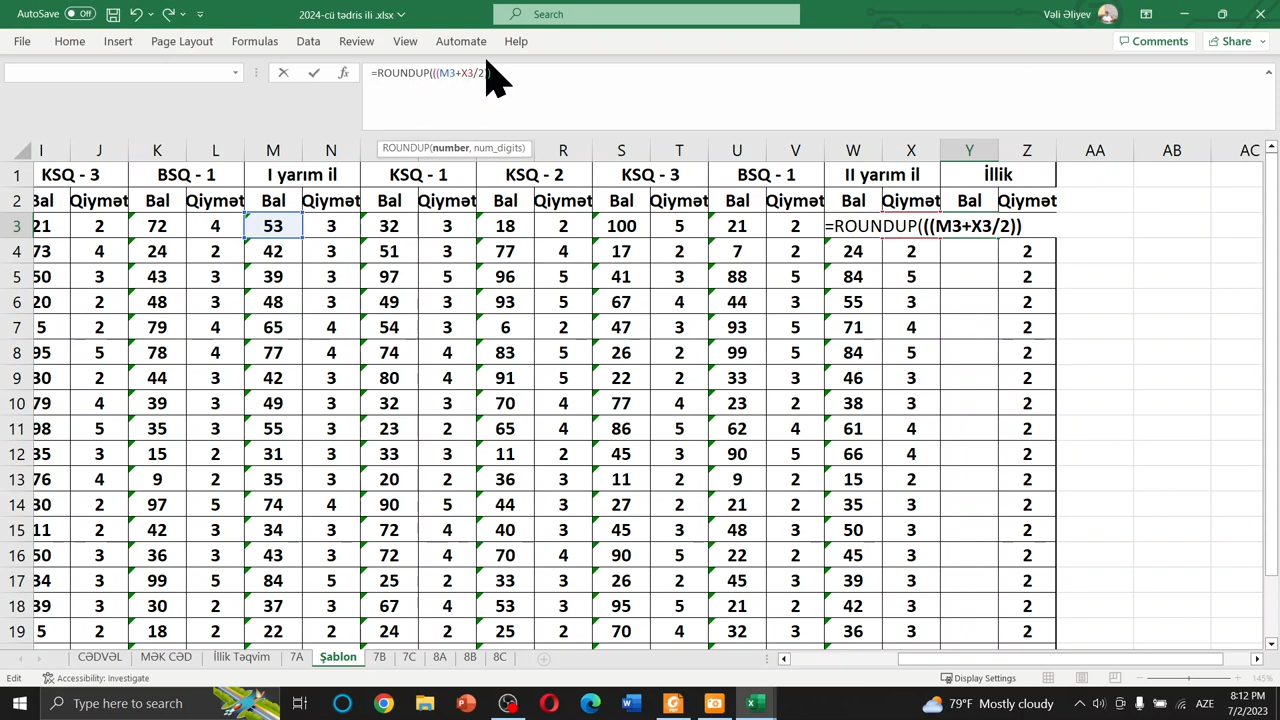 AutoSave Off 2024-cü tədris ili .xlsx Search Vəli Əliyev
File Home Insert Page Layout Formulas Data Review View Automate Help Comments Share
fx =ROUNDUP(((M3+X3/2))
ROUNDUP(number, num_digits)
I J K L M N R S T U V W X Y Z AA AB AC
1 KSQ - 3 BSQ - 1 I yarım il KSQ - 1 KSQ - 2 KSQ - 3 BSQ - 1 II yarım il İllik
2 Bal Qiymət Bal Qiymət Bal Qiymət Bal Qiymət Bal Qiymət Bal Qiymət Bal Qiymət Bal Qiymət Bal Qiymət
3 21 2 72 4 53 3 32 3 18 2 100 5 21 2 =ROUNDUP(((M3+X3/2))
4 73 4 24 2 42 3 51 3 77 4 17 2 7 2 24 2 2
5 50 3 43 3 39 3 97 5 96 5 41 3 88 5 84 5 2
6 20 2 48 3 48 3 49 3 93 5 67 4 44 3 55 3 2
7 5 2 79 4 65 4 54 3 6 2 47 3 93 5 71 4 2
8 95 5 78 4 77 4 74 4 83 5 26 2 99 5 84 5 2
9 30 2 44 3 42 3 80 4 91 5 22 2 33 3 46 3 2
10 79 4 39 3 49 3 32 3 70 4 77 4 23 2 38 3 2
11 98 5 35 3 55 3 23 2 65 4 86 5 62 4 61 4 2
12 35 3 15 2 31 3 33 3 11 2 45 3 90 5 66 4 2
13 76 4 9 2 35 3 20 2 36 3 11 2 9 2 15 2 2
14 30 2 97 5 74 4 90 5 44 3 27 2 21 2 35 3 2
15 11 2 42 3 34 3 72 4 40 3 45 3 48 3 50 3 2
16 50 3 36 3 43 3 72 4 70 4 90 5 22 2 45 3 2
17 34 3 99 5 84 5 25 2 33 3 26 2 45 3 39 3 2
18 39 3 30 2 37 3 67 4 53 3 95 5 21 2 42 3 2
19 5 2 18 2 22 2 24 2 25 2 70 4 32 3 36 3 2
CƏDVƏL MƏK CƏD İllik Təqvim 7A Şablon 7B 7C 8A 8B 8C
Edit Accessibility: Investigate Display Settings 145%
Type here to search 79°F Mostly cloudy AZE 8:12 PM 7/2/2023